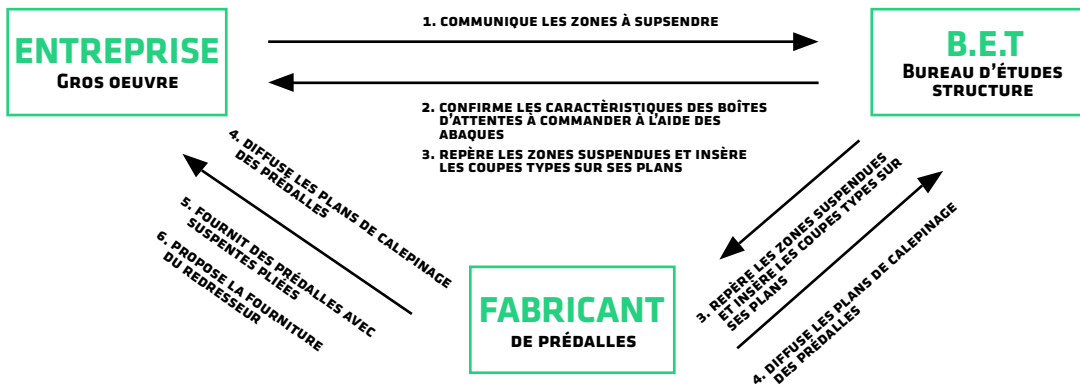 1. COMMUNIQUE LES ZONES À SUPSENDRE
ENTREPRISE
GROS OEUVRE
B.E.T
BUREAU D'ÉTUDES
STRUCTURE
2. CONFIRME LES CARACTÈRISTIQUES DES BOÎTES
D'ATTENTES À COMMANDER À L'AIDE DES
ABAQUES
3. REPÈRE LES ZONES SUSPENDUES ET INSÈRE
LES COUPES TYPES SUR SES PLANS
4. DIFFUSE LES PLANS DE CALEPINAGE
DES PRÉDALLES
5. FOURNIT DES PRÉDALLES AVEC
SUSPENTES PLIÉES
6. PROPOSE LA FOURNITURE
DU REDRESSEUR
FABRICANT
DE PRÉDALLES
3. REPÈRE LES ZONES SUSPENDUES
ET INSÈRE LES COUPES TYPES SUR
SES PLANS
4. DIFFUSE LES PLANS DE CALEPINAGE
DES PRÉDALLES